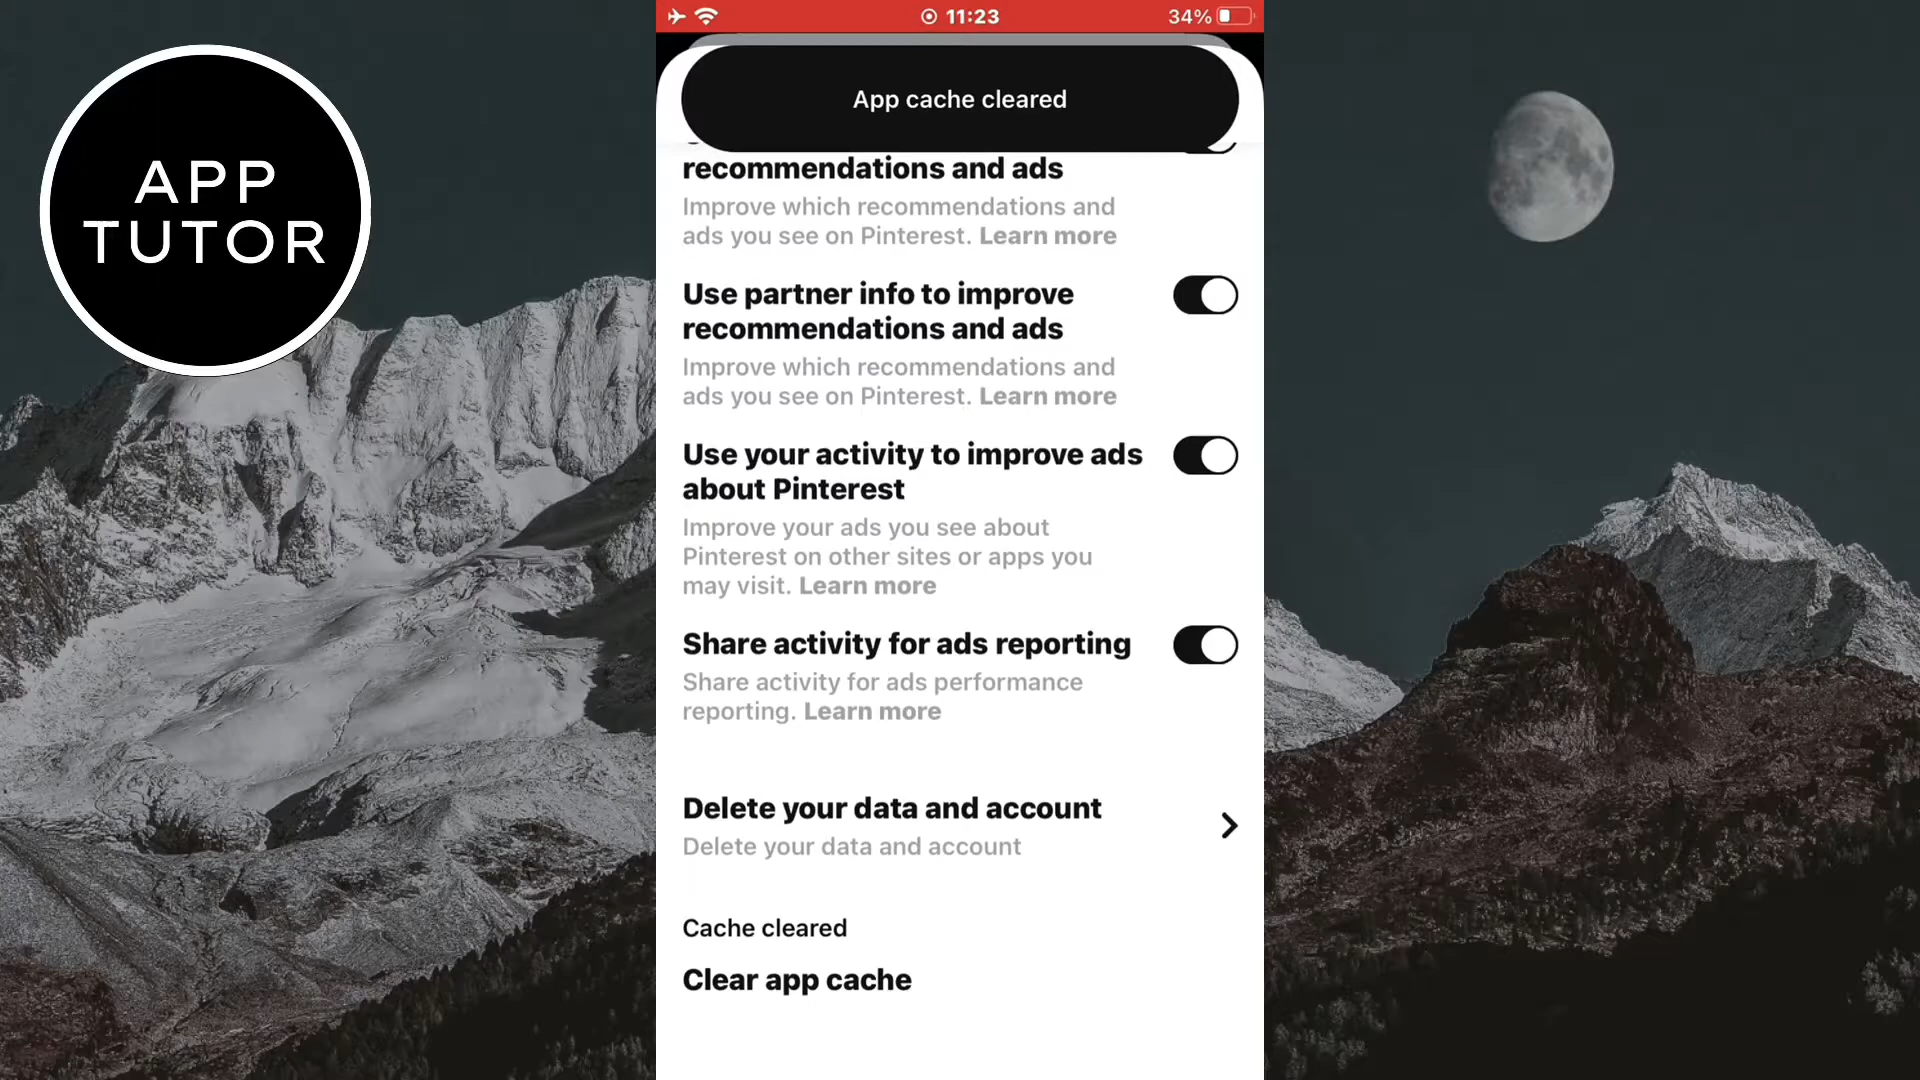 APP
TUTOR
11:23
34%
App cache cleared
recommendations and ads
Improve which recommendations and
ads you see on Pinterest. Learn more
Use partner info to improve
recommendations and ads
Improve which recommendations and
ads you see on Pinterest. Learn more
Use your activity to improve ads
about Pinterest
Improve your ads you see about
Pinterest on other sites or apps you
may visit. Learn more
Share activity for ads reporting
Share activity for ads performance
reporting. Learn more
Delete your data and account
Delete your data and account
Cache cleared
Clear app cache